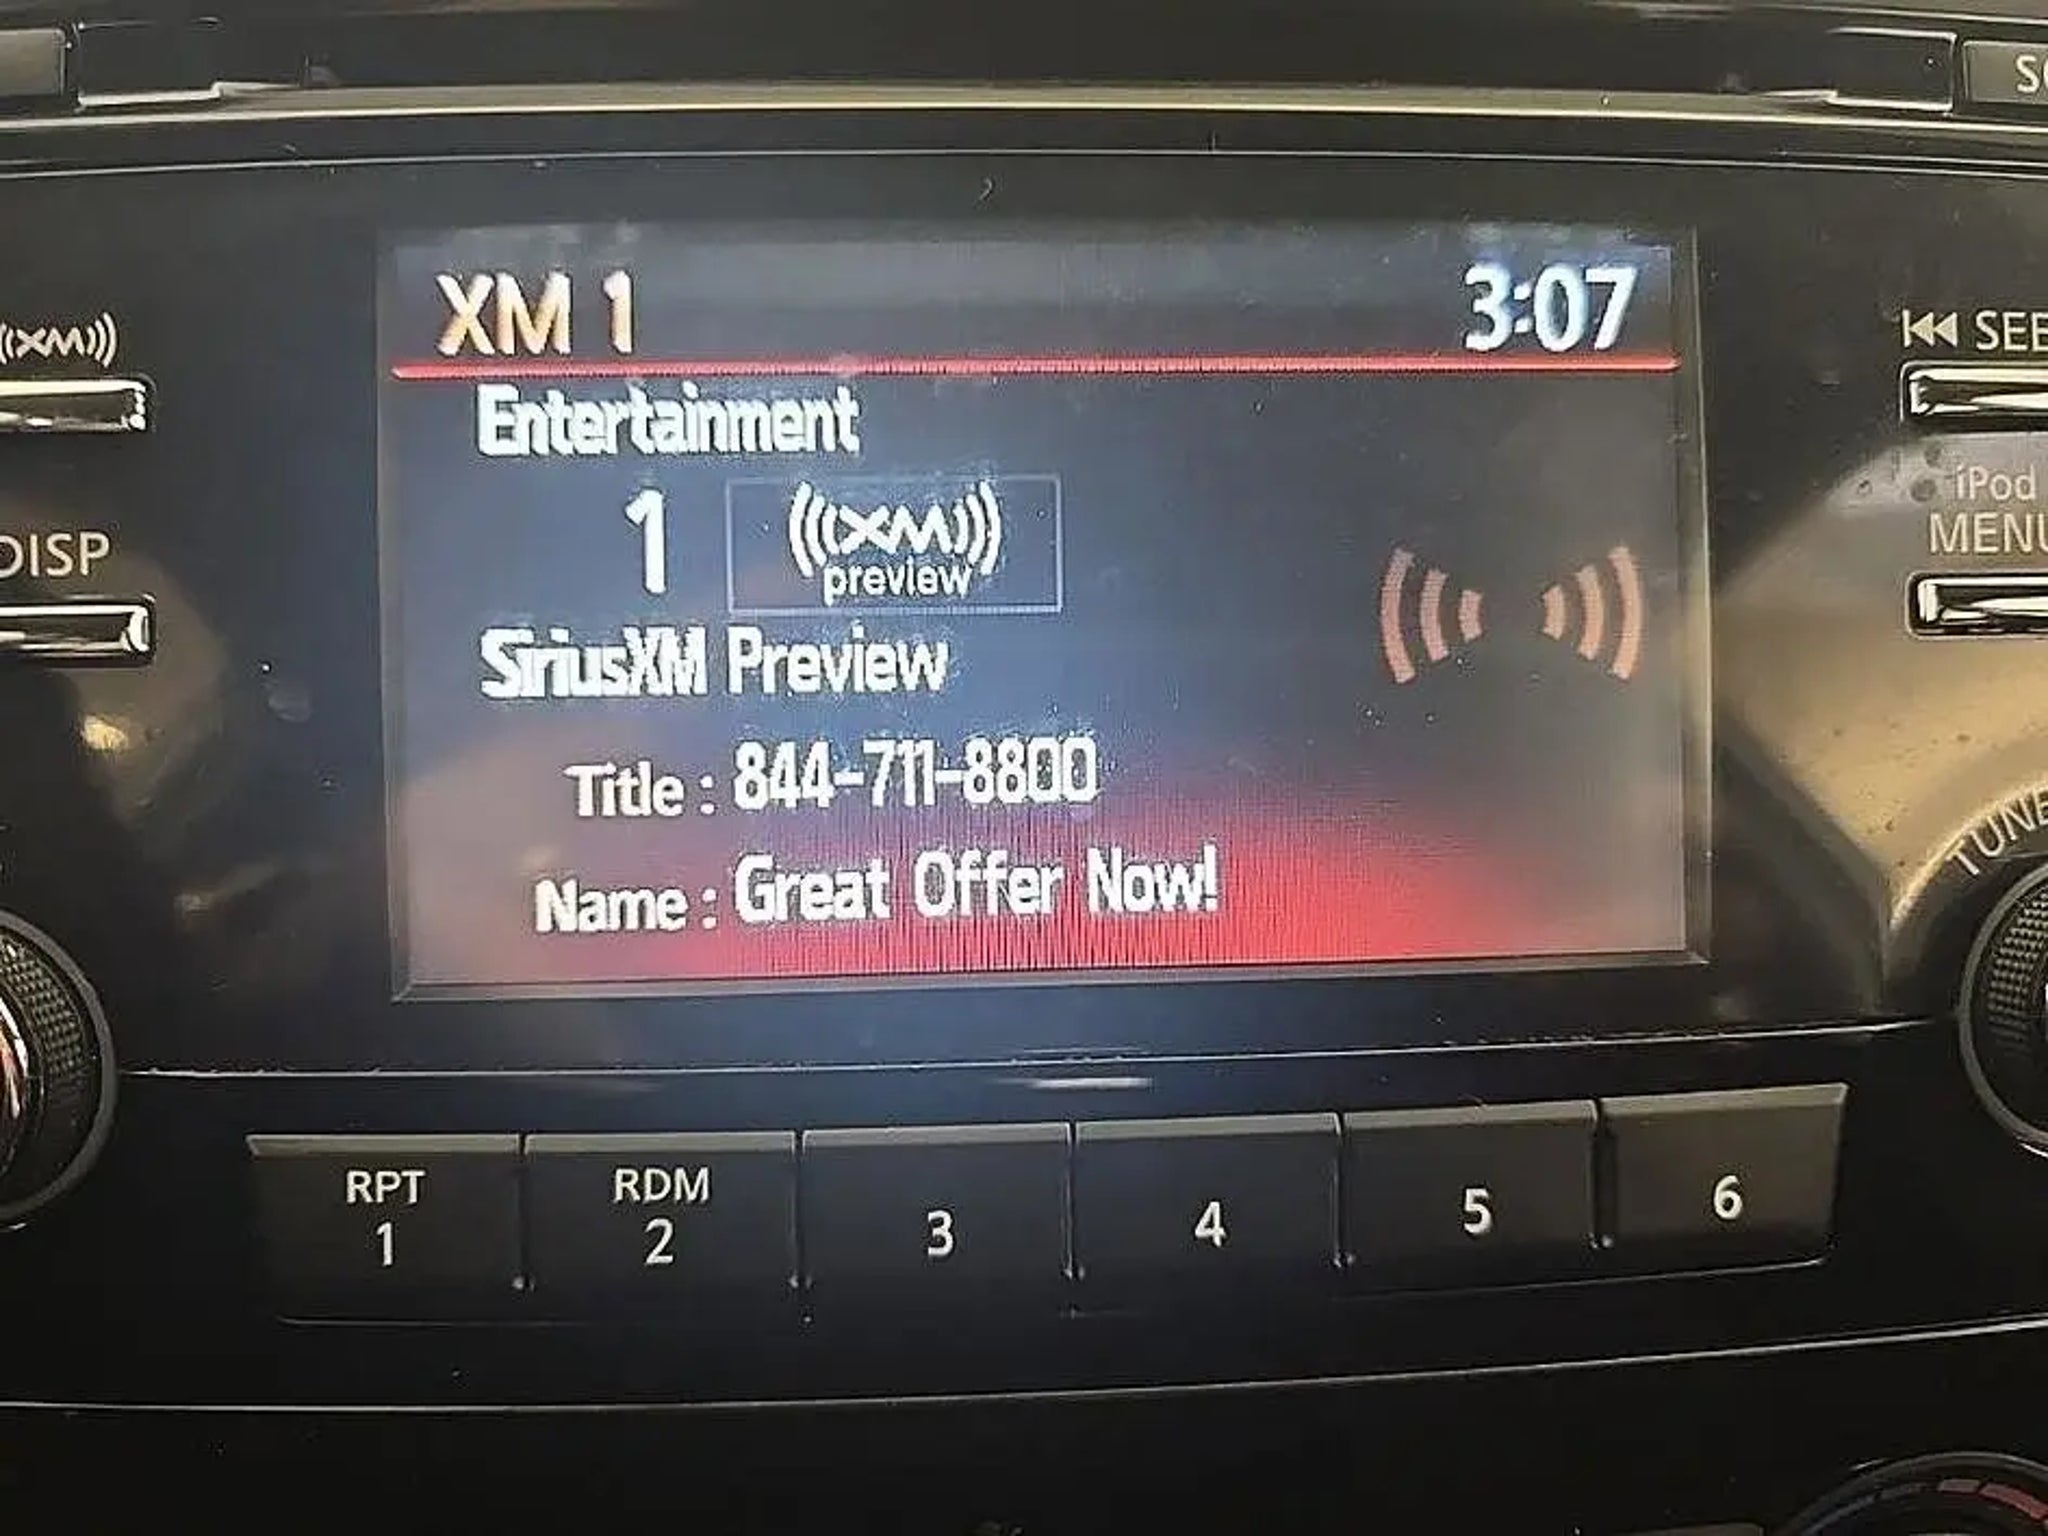 SC
XM 1 3:07
(((XM))) SEE
Entertainment
1 (((XM))) preview
iPod
DISP MENU
SiriusXM Preview
Title : 844-711-8800
TUNE
Name : Great Offer Now!
RPT RDM
1 2 3 4 5 6